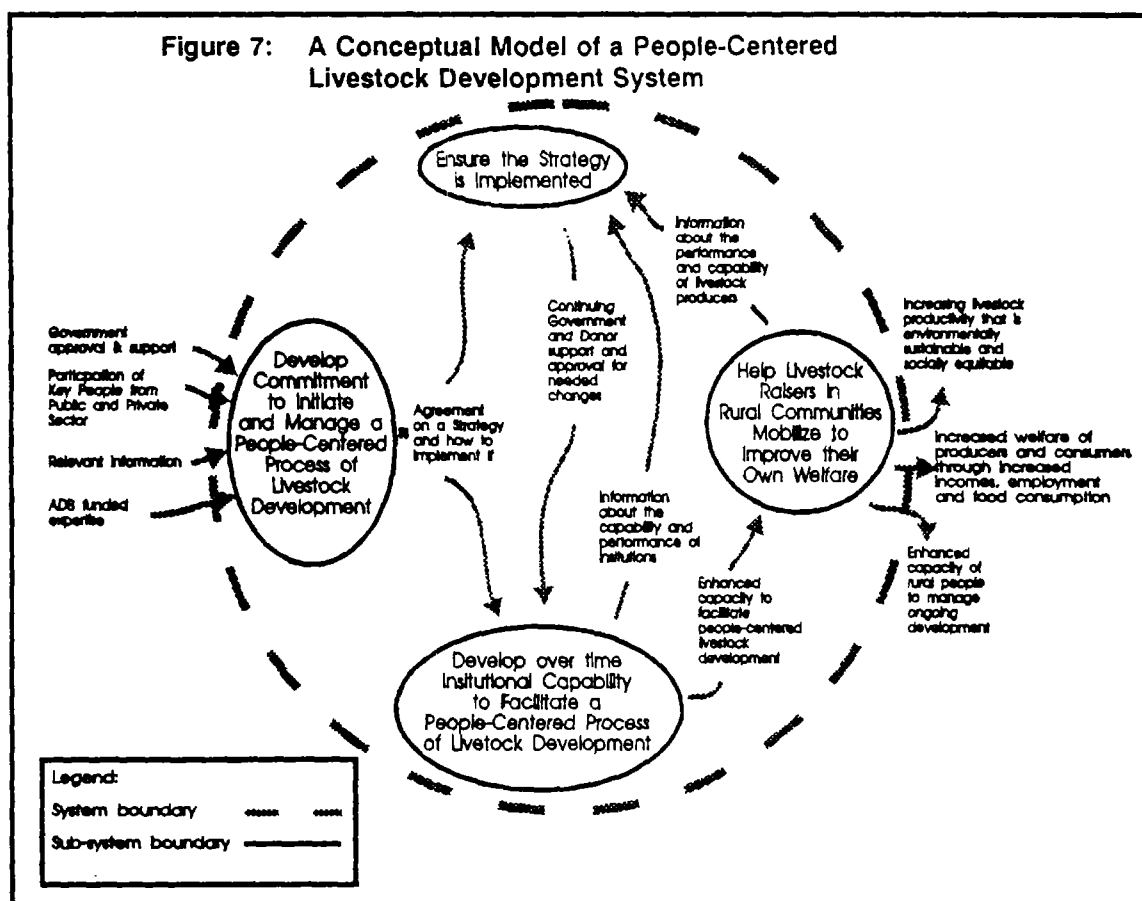 Figure 7: A Conceptual Model of a People-Centered
Livestock Development System
Ensure the Strategy
is Implemented
Information
about the
performance
and capability
of livestock
producers
Government
approval & support
Participation of
Key People from
Public and Private
Sector
Relevant Information
ADB funded
expertise
Develop
Commitment
to Initiate
and Manage a
People-Centered
Process of
Livestock
Development
Agreement
on a Strategy
and how to
Implement it
Continuing
Government
and Donor
support and
approval for
needed
changes
Information
about the
capability and
performance of
institutions
Help Livestock
Raisers in
Rural Communities
Mobilize to
Improve their
Own Welfare
Increasing livestock
productivity that is
environmentally
sustainable and
socially equitable
Increased welfare of
producers and consumers
through increased
incomes, employment
and food consumption
Enhanced
capacity of
rural people
to manage
ongoing
development
Enhanced
capacity to
facilitate
people-centered
livestock
development
Develop over time
Insitutional Capability
to Facilitate a
People-Centered Process
of Livetock Development
Legend:
System boundary
Sub-system boundary